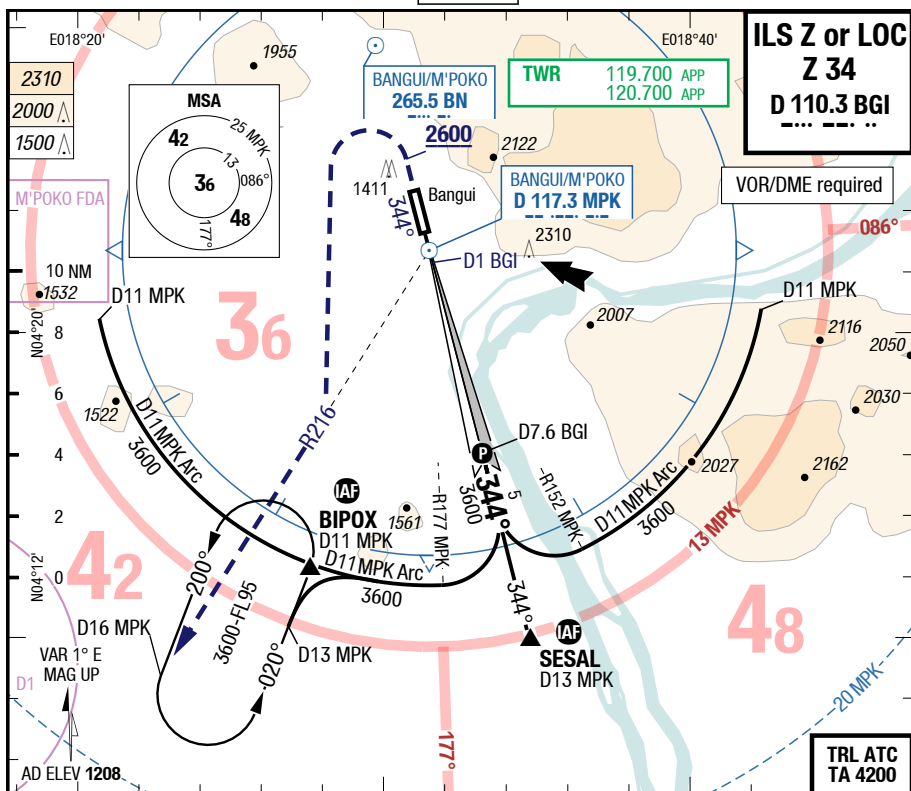 E018°20'
1955
E018°40'
ILS Z or LOC
Z 34
D 110.3 BGI
2310
2000
1500
MSA
42
25 MPK
13
36
086°
48
177°
BANGUI/M'POKO
265.5 BN
TWR 119.700 APP
120.700 APP
2600
2122
1411
344°
Bangui
BANGUI/M'POKO
D 117.3 MPK
VOR/DME required
M'POKO FDA
2310
086°
D1 BGI
10 NM
1532
D11 MPK
D11 MPK
N04°20'
36
2007
2116
2050
8
6
4
2
0
1522
D11 MPK Arc
3600
R216
2030
D7.6 BGI
P
2027
2162
IAF
BIPOX
D11 MPK
1561
R177 MPK
3600
344°
5
R152 MPK
D11 MPK Arc
3600
13 MPK
N04°12'
42
D11 MPK Arc
3600
200°
3600-FL95
020°
344°
IAF
SESAL
D13 MPK
48
D16 MPK
D13 MPK
VAR 1° E
MAG UP
D1
177°
20 MPK
AD ELEV 1208
TRL ATC
TA 4200